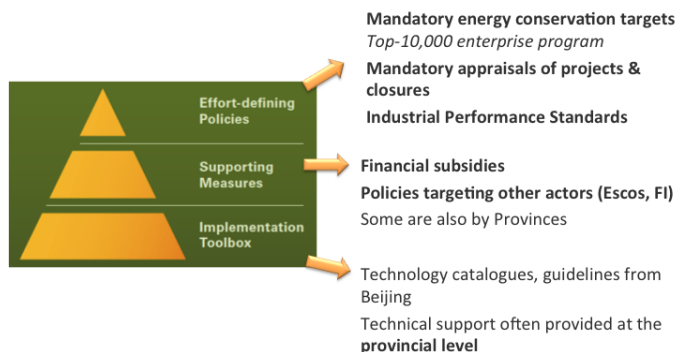 Mandatory energy conservation targets
Top-10,000 enterprise program
Mandatory appraisals of projects &
closures
Industrial Performance Standards
Effort-defining
Policies
Supporting
Measures
Financial subsidies
Policies targeting other actors (Escos, FI)
Some are also by Provinces
Implementation
Toolbox
Technology catalogues, guidelines from
Beijing
Technical support often provided at the
provincial level